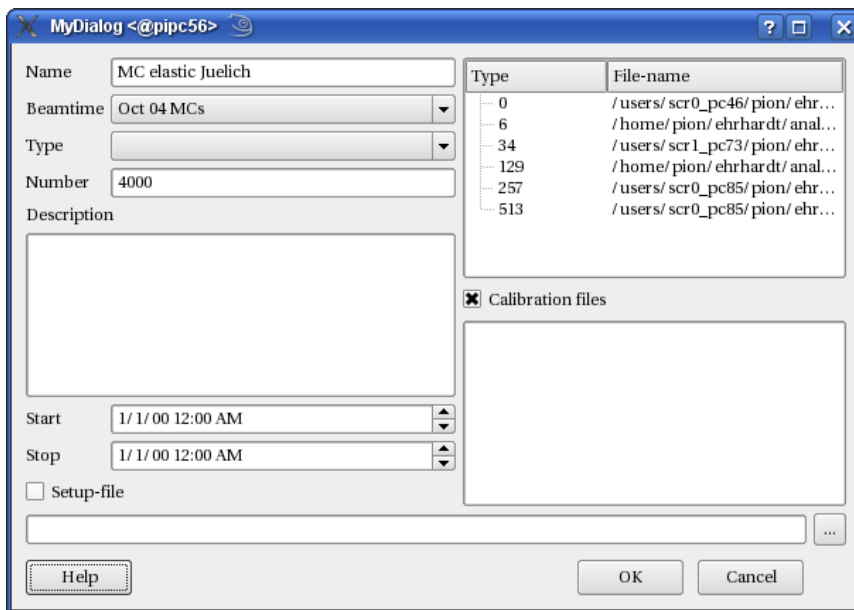 MyDialog <@pipc56>
Name MC elastic Juelich
Beamtime Oct 04 MCs
Type
Number 4000
Description
Start 1/1/00 12:00 AM
Stop 1/1/00 12:00 AM
Setup-file
Type File-name
0 /users/scr0_pc46/pion/ehr...
6 /home/pion/ehrhardt/anal...
34 /users/scr1_pc73/pion/ehr...
129 /home/pion/ehrhardt/anal...
257 /users/scr0_pc85/pion/ehr...
513 /users/scr0_pc85/pion/ehr...
Calibration files
...
Help OK Cancel